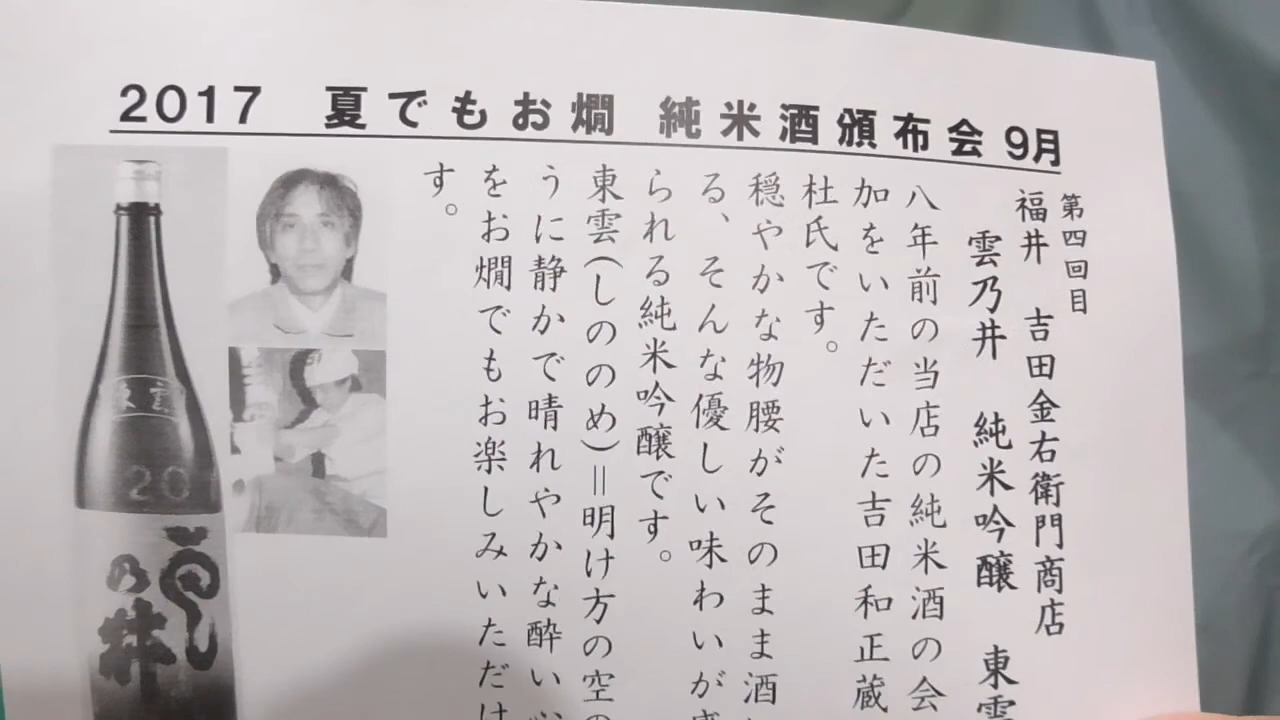 2017 夏でもお燗 純米酒頒布会 9月
第四回目
福井 吉田金右衛門商店
雲乃井 純米吟醸 東雲
八年前の当店の純米酒の会
加をいただいた吉田和正蔵
杜氏です。
穏やかな物腰がそのまま酒
る、そんな優しい味わいが
られる純米吟醸です。
東雲(しののめ)=明け方の空の
うに静かで晴れやかな酔い
をお燗でもお楽しみいただけ
す。
東雲
20
雲乃井